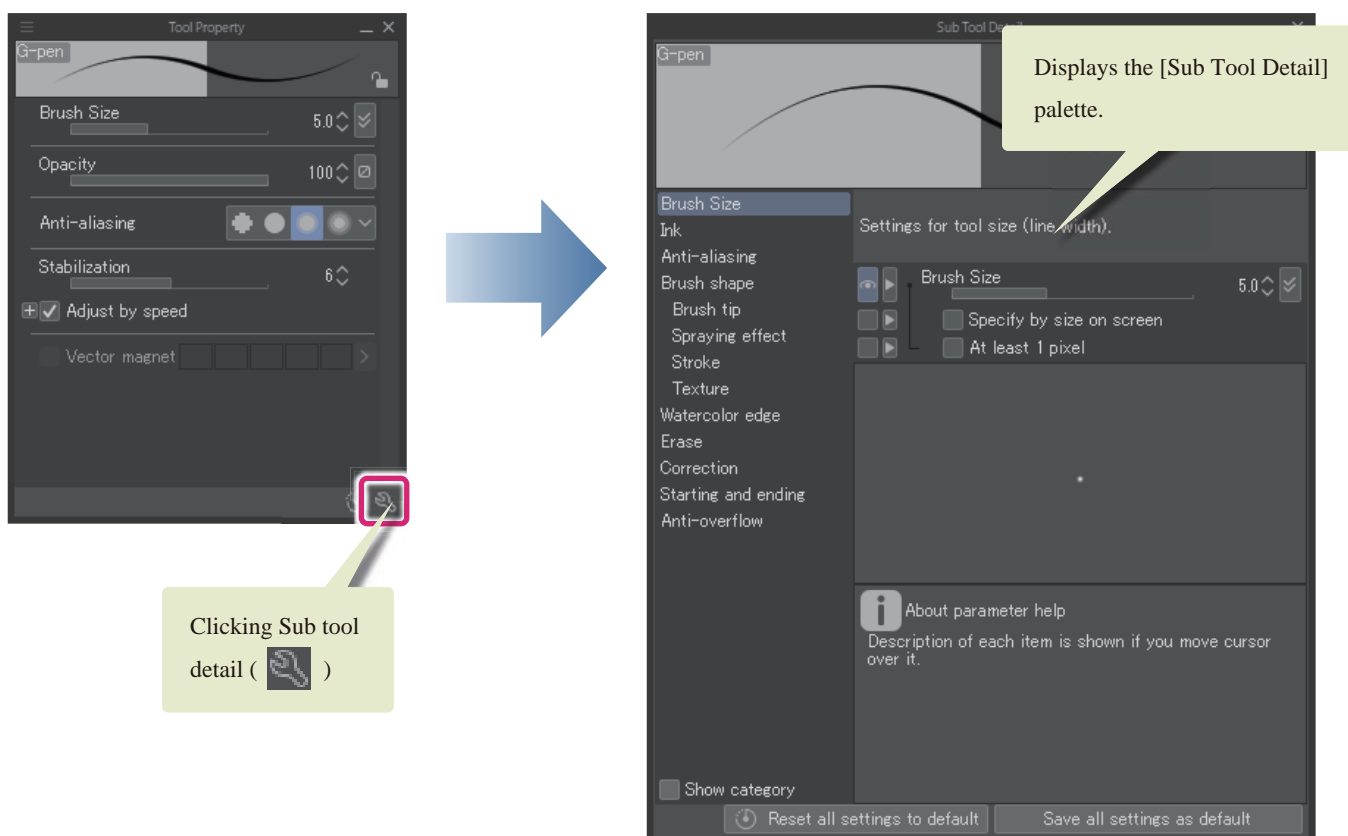 Tool Property
G-pen
Brush Size 5.0
Opacity 100
Anti-aliasing
Stabilization 6
Adjust by speed
Vector magnet
Clicking Sub tool
detail ( )
Sub Tool
G-pen
Displays the [Sub Tool Detail]
palette.
Brush Size
Ink
Anti-aliasing
Brush shape
Brush tip
Spraying effect
Stroke
Texture
Watercolor edge
Erase
Correction
Starting and ending
Anti-overflow
Settings for tool size (line width).
Brush Size 5.0
Specify by size on screen
At least 1 pixel
About parameter help
Description of each item is shown if you move cursor
over it.
Show category
Reset all settings to default
Save all settings as default